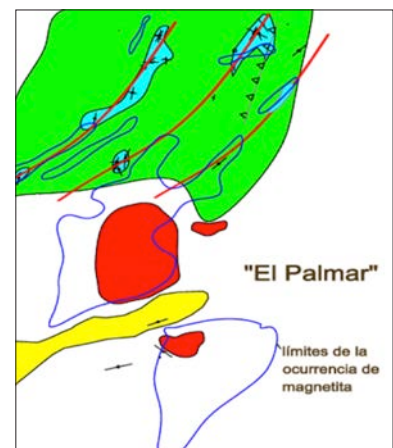 "El Palmar"
límites de la
ocurrencia de
magnetita